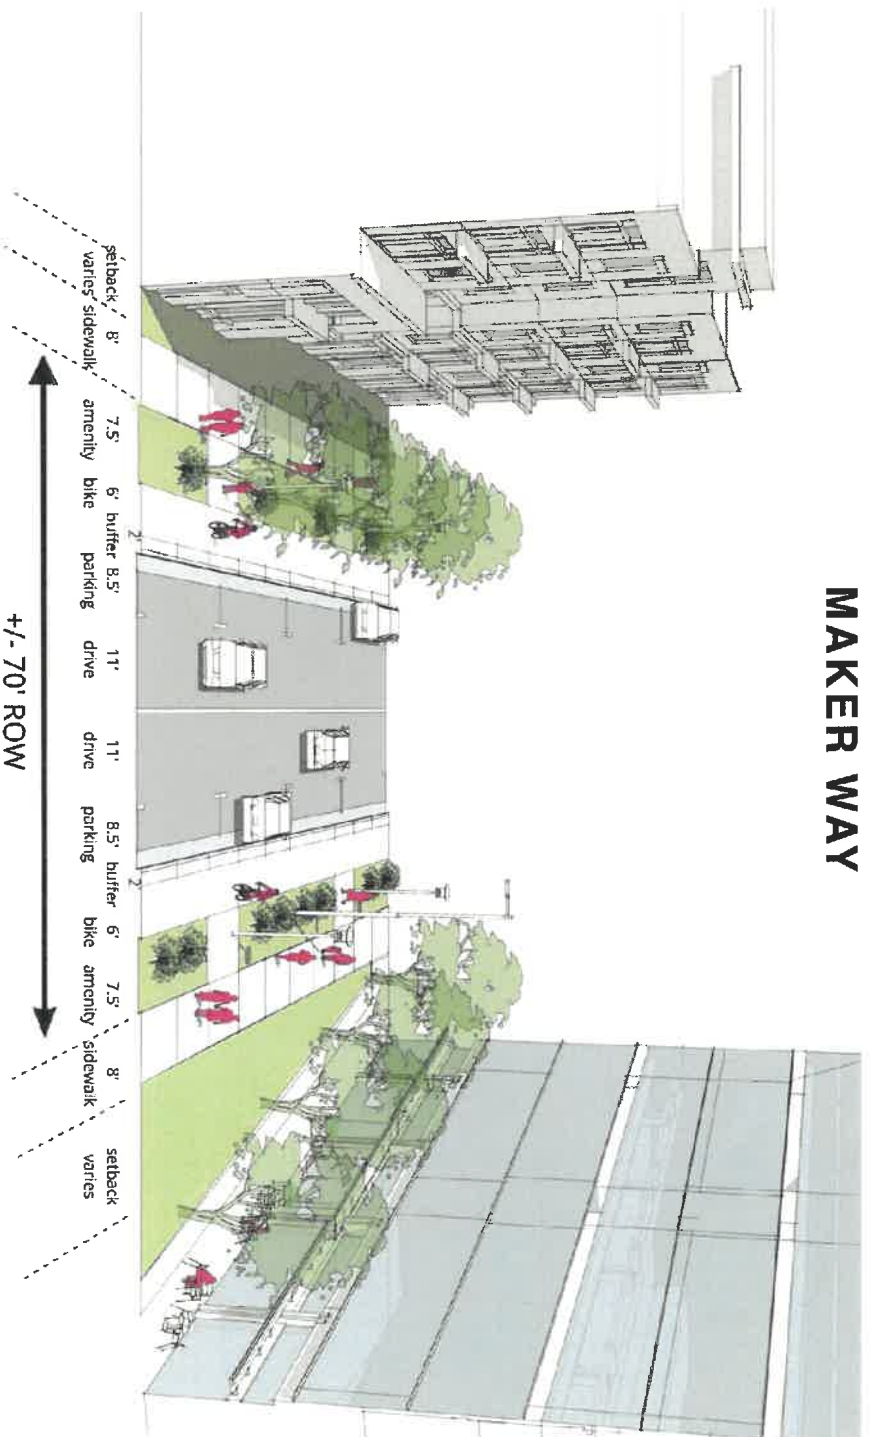 MAKER WAY
setback 8' 7.5' 6' buffer 8.5' 11' 11' 8.5' buffer 6' 7.5' 8' setback
varies sidewalk amenity bike 2' parking drive drive parking 2' bike amenity sidewalk varies
+/- 70' ROW